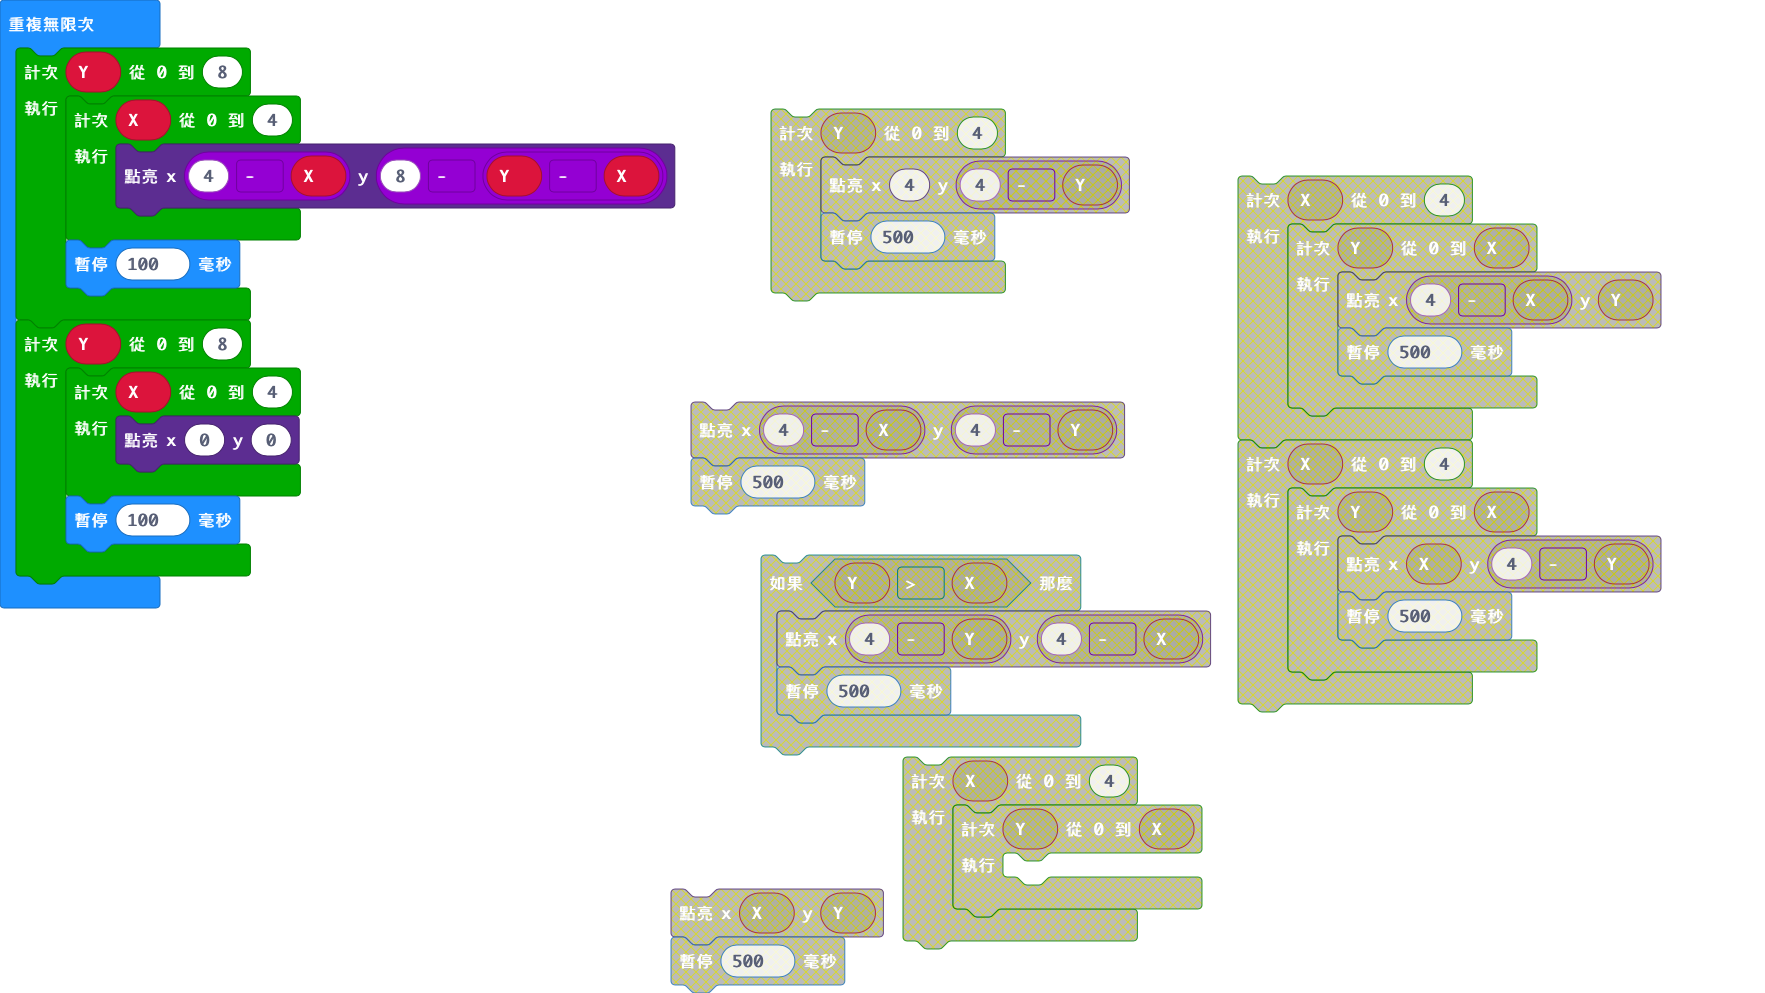 重複無限次
計次 Y 從 0 到 8
執行
計次 X 從 0 到 4
執行
點亮 x 4 - X y 8 - Y - X
暫停 100 毫秒
計次 Y 從 0 到 8
執行
計次 X 從 0 到 4
執行
點亮 x 0 y 0
暫停 100 毫秒
計次 Y 從 0 到 4
執行
點亮 x 4 y 4 - Y
暫停 500 毫秒
點亮 x 4 - X y 4 - Y
暫停 500 毫秒
如果 Y > X 那麼
點亮 x 4 - Y y 4 - X
暫停 500 毫秒
計次 X 從 0 到 4
執行
計次 Y 從 0 到 X
執行
點亮 x X y Y
暫停 500 毫秒
計次 X 從 0 到 4
執行
計次 Y 從 0 到 X
執行
點亮 x 4 - X y Y
暫停 500 毫秒
計次 X 從 0 到 4
執行
計次 Y 從 0 到 X
執行
點亮 x X y 4 - Y
暫停 500 毫秒